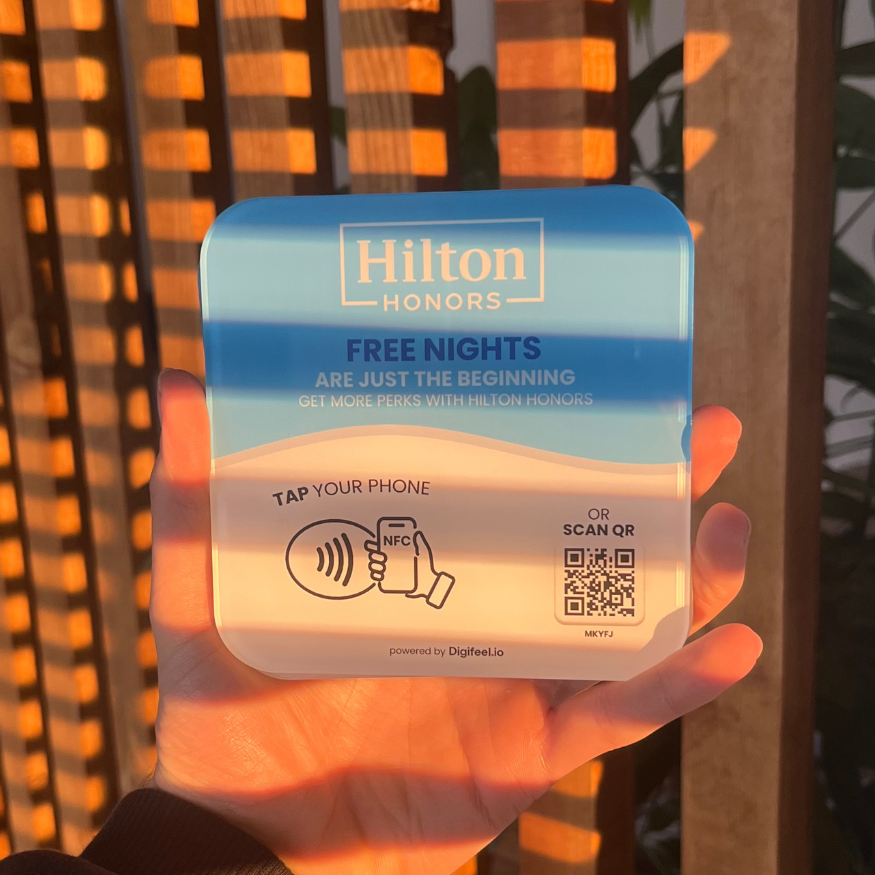 Hilton
HONORS
FREE NIGHTS
ARE JUST THE BEGINNING
GET MORE PERKS WITH HILTON HONORS
TAP YOUR PHONE
NFC
OR
SCAN QR
MKYFJ
powered by Digifeel.io